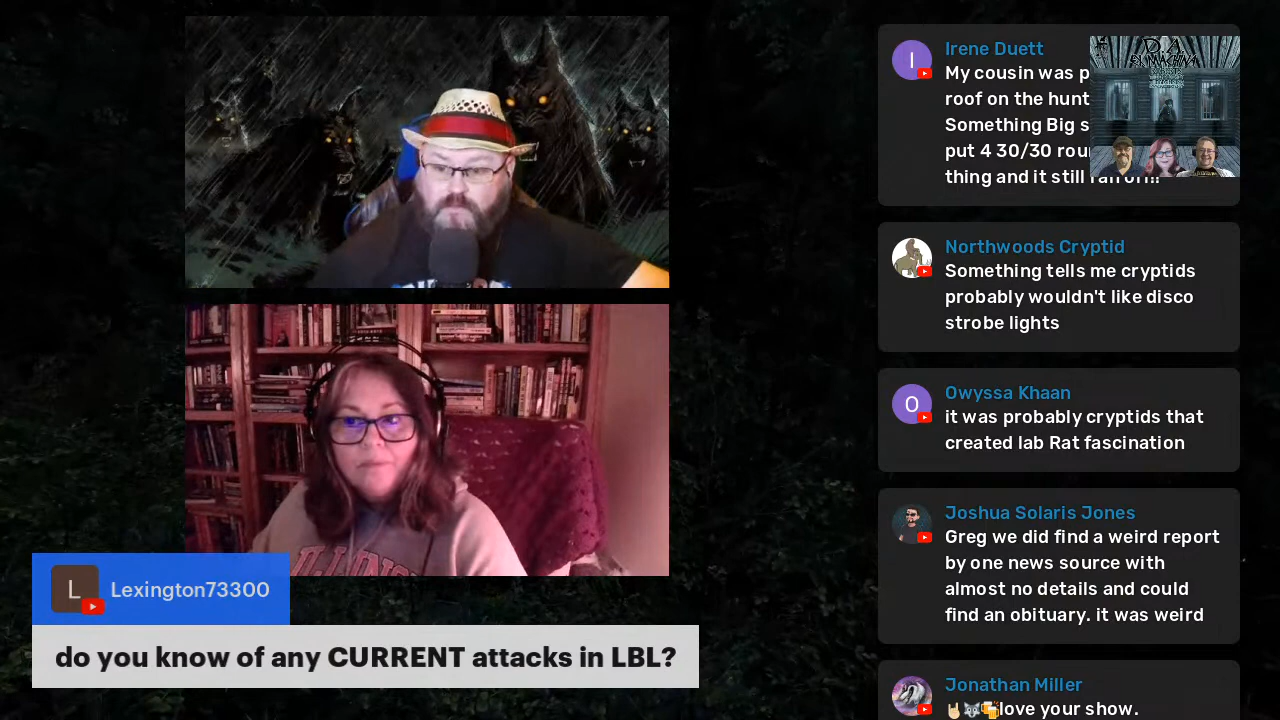 Irene Duett
My cousin was p
roof on the hunt
Something Big s
put 4 30/30 rou
thing and it still ran off!!
I
Northwoods Cryptid
Something tells me cryptids
probably wouldn't like disco
strobe lights
Owyssa Khaan
it was probably cryptids that
created lab Rat fascination
O
Joshua Solaris Jones
Greg we did find a weird report
by one news source with
almost no details and could
find an obituary. it was weird
Jonathan Miller
🤘🏻🐺🍻love your show.
L
Lexington73300
do you know of any CURRENT attacks in LBL?